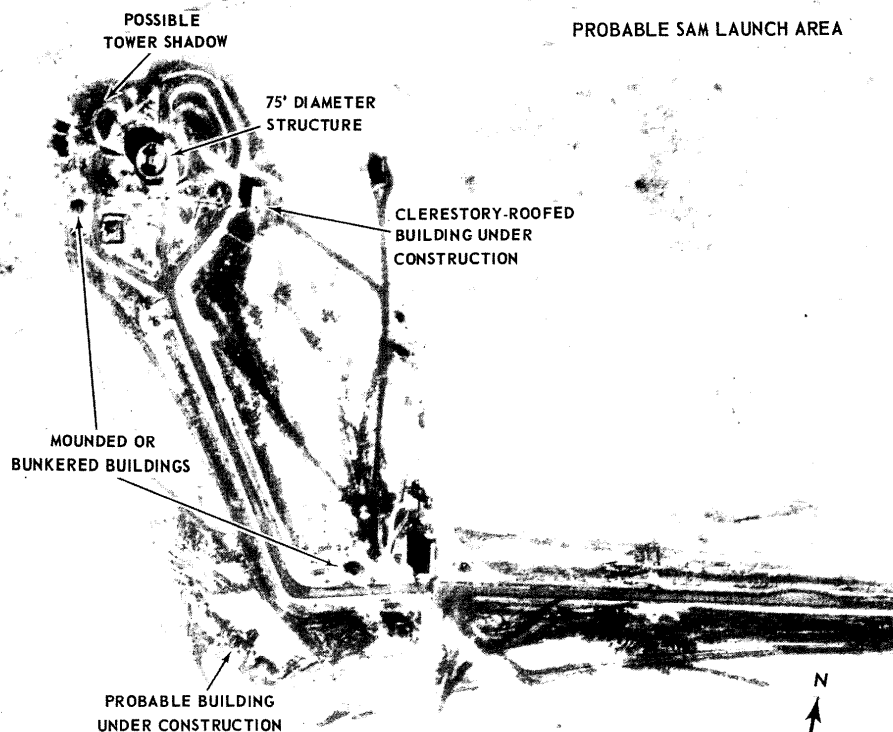 PROBABLE SAM LAUNCH AREA
POSSIBLE
TOWER SHADOW
75' DIAMETER
STRUCTURE
CLERESTORY-ROOFED
BUILDING UNDER
CONSTRUCTION
MOUNDED OR
BUNKERED BUILDINGS
PROBABLE BUILDING
UNDER CONSTRUCTION
N